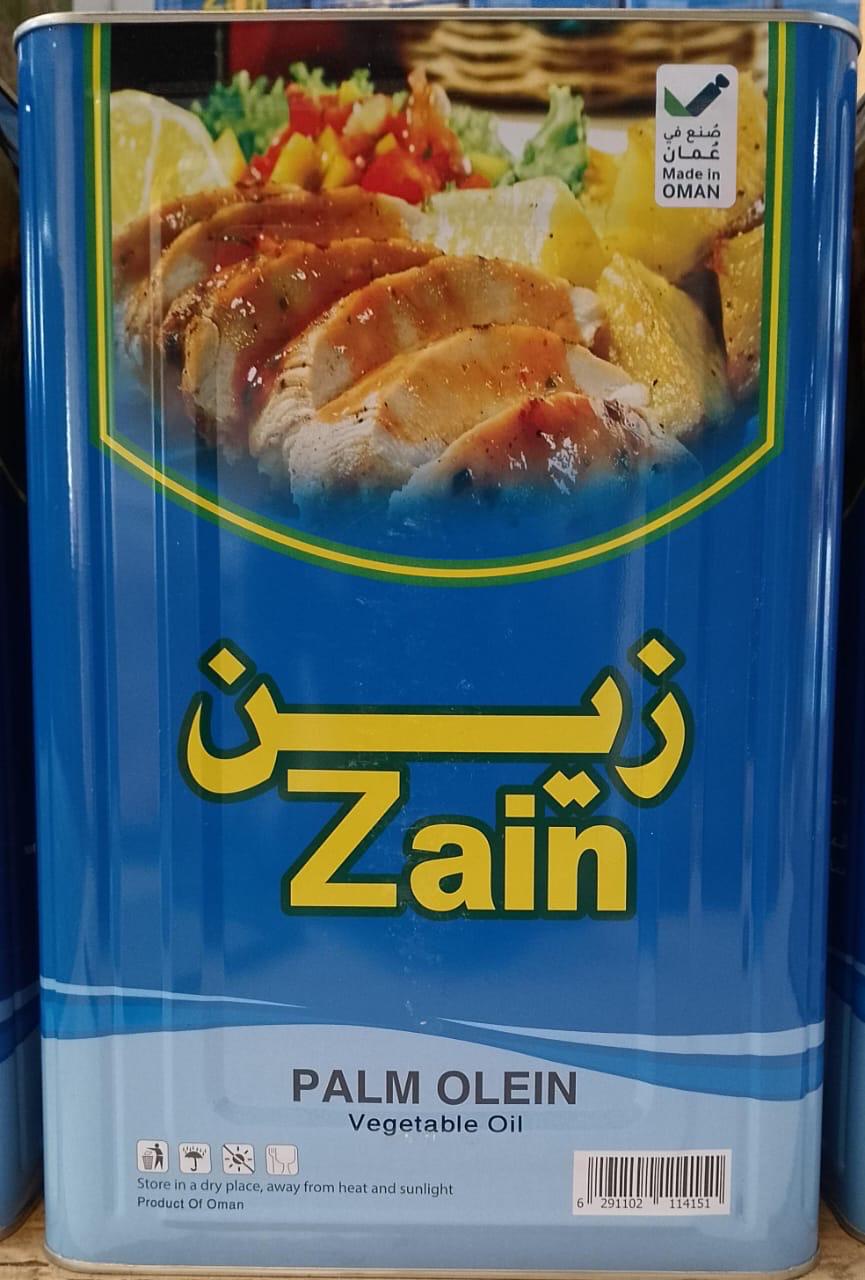 صُنع في
عُمان
Made in
OMAN
زين
Zain
PALM OLEIN
Vegetable Oil
Store in a dry place, away from heat and sunlight
Product Of Oman
6 291102 114151